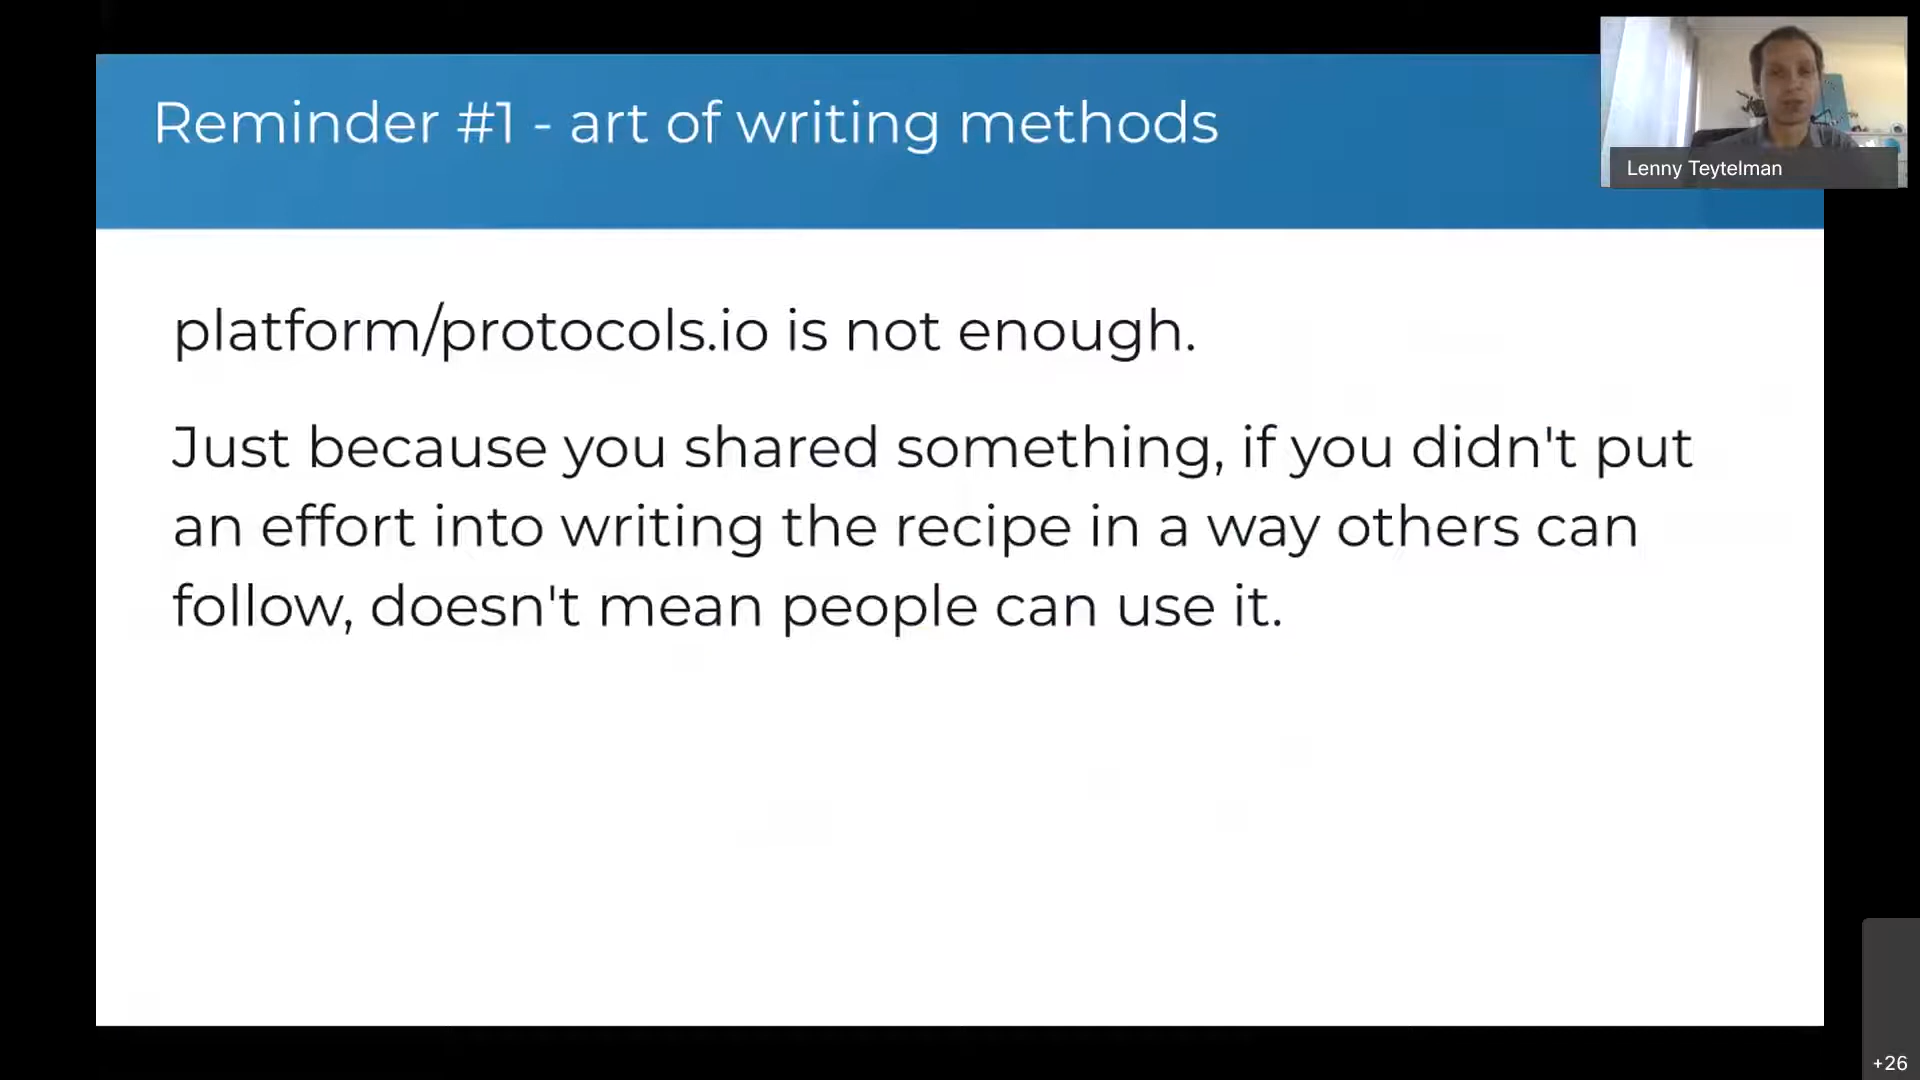 Reminder #1 - art of writing methods
Lenny Teytelman
platform/protocols.io is not enough.
Just because you shared something, if you didn't put
an effort into writing the recipe in a way others can
follow, doesn't mean people can use it.
+26